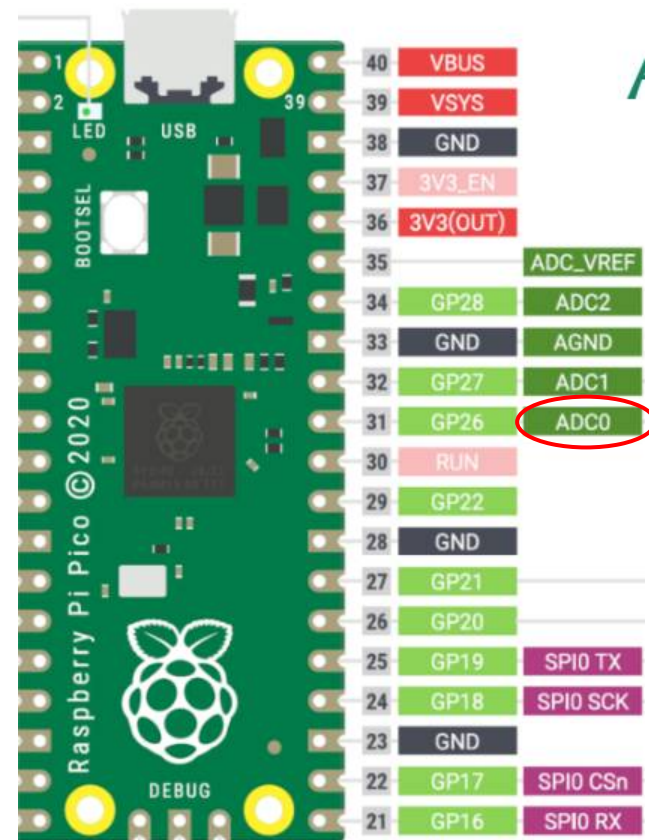 A
1
2
LED
USB
39
BOOTSEL
Raspberry Pi Pico © 2020
DEBUG
40 VBUS
39 VSYS
38 GND
37 3V3_EN
36 3V3(OUT)
35 ADC_VREF
34 GP28 ADC2
33 GND AGND
32 GP27 ADC1
31 GP26 ADC0
30 RUN
29 GP22
28 GND
27 GP21
26 GP20
25 GP19 SPI0 TX
24 GP18 SPI0 SCK
23 GND
22 GP17 SPI0 CSn
21 GP16 SPI0 RX